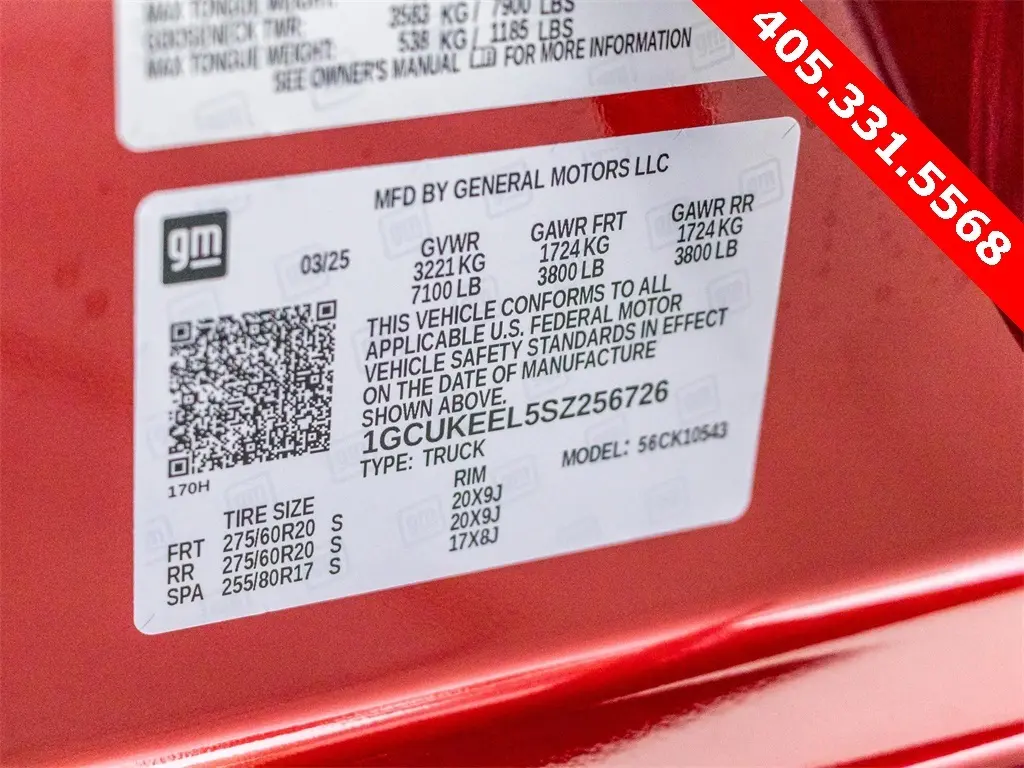 MAX TONGUE WEIGHT:
3583 KG / 7900 LBS
GOOSENECK TWR:
538 KG / 1185 LBS
MAX TONGUE WEIGHT:
SEE OWNER'S MANUAL FOR MORE INFORMATION
405.331.5568
MFD BY GENERAL MOTORS LLC
gm
03/25
GVWR GAWR FRT GAWR RR
3221 KG 1724 KG 1724 KG
7100 LB 3800 LB 3800 LB
THIS VEHICLE CONFORMS TO ALL
APPLICABLE U.S. FEDERAL MOTOR
VEHICLE SAFETY STANDARDS IN EFFECT
ON THE DATE OF MANUFACTURE
SHOWN ABOVE.
1GCUKEEL5SZ256726
TYPE: TRUCK MODEL: 56CK10543
170H
TIRE SIZE RIM
FRT 275/60R20 S 20X9J
RR 275/60R20 S 20X9J
SPA 255/80R17 S 17X8J